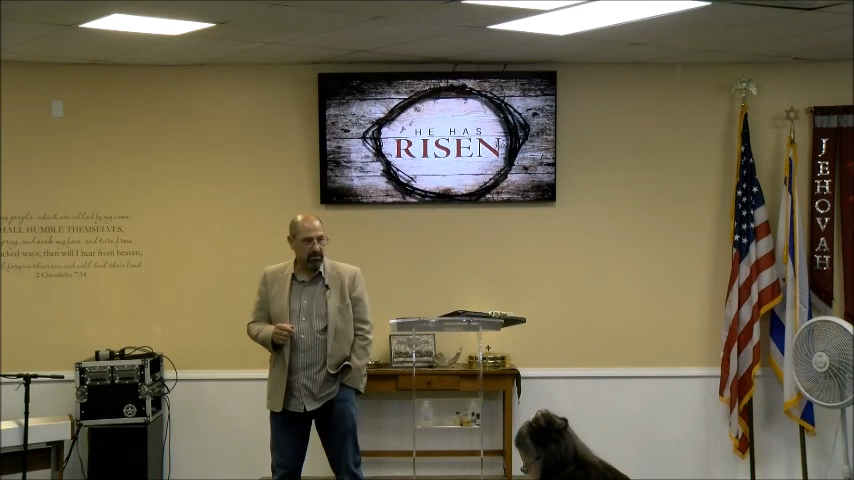 HE HAS
RISEN
my people, which are called by my name
SHALL HUMBLE THEMSELVES,
pray, and seek my face, and turn from
wicked ways; then will I hear from heaven,
will forgive their sin, and will heal their land
2 Chronicles 7:14
JEHOVAH